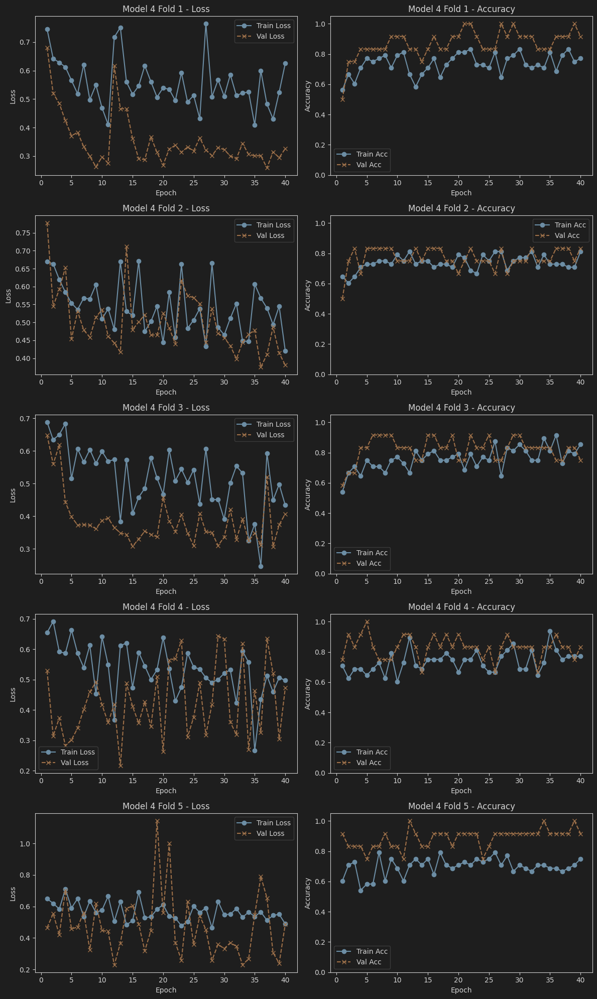 Model 4 Fold 1 - Loss
Train Loss
Val Loss
0.7
0.6
0.5
0.4
0.3
Loss
0 5 10 15 20 25 30 35 40
Epoch
Model 4 Fold 1 - Accuracy
1.0
0.8
0.6
0.4
0.2
0.0
Accuracy
Train Acc
Val Acc
0 5 10 15 20 25 30 35 40
Epoch
Model 4 Fold 2 - Loss
Train Loss
Val Loss
0.75
0.70
0.65
0.60
0.55
0.50
0.45
0.40
Loss
0 5 10 15 20 25 30 35 40
Epoch
Model 4 Fold 2 - Accuracy
Train Acc
Val Acc
1.0
0.8
0.6
0.4
0.2
0.0
Accuracy
0 5 10 15 20 25 30 35 40
Epoch
Model 4 Fold 3 - Loss
Train Loss
Val Loss
0.7
0.6
0.5
0.4
0.3
Loss
0 5 10 15 20 25 30 35 40
Epoch
Model 4 Fold 3 - Accuracy
1.0
0.8
0.6
0.4
0.2
0.0
Accuracy
Train Acc
Val Acc
0 5 10 15 20 25 30 35 40
Epoch
Model 4 Fold 4 - Loss
0.7
0.6
0.5
0.4
0.3
0.2
Loss
Train Loss
Val Loss
0 5 10 15 20 25 30 35 40
Epoch
Model 4 Fold 4 - Accuracy
1.0
0.8
0.6
0.4
0.2
0.0
Accuracy
Train Acc
Val Acc
0 5 10 15 20 25 30 35 40
Epoch
Model 4 Fold 5 - Loss
Train Loss
Val Loss
1.0
0.8
0.6
0.4
0.2
Loss
0 5 10 15 20 25 30 35 40
Epoch
Model 4 Fold 5 - Accuracy
1.0
0.8
0.6
0.4
0.2
0.0
Accuracy
Train Acc
Val Acc
0 5 10 15 20 25 30 35 40
Epoch